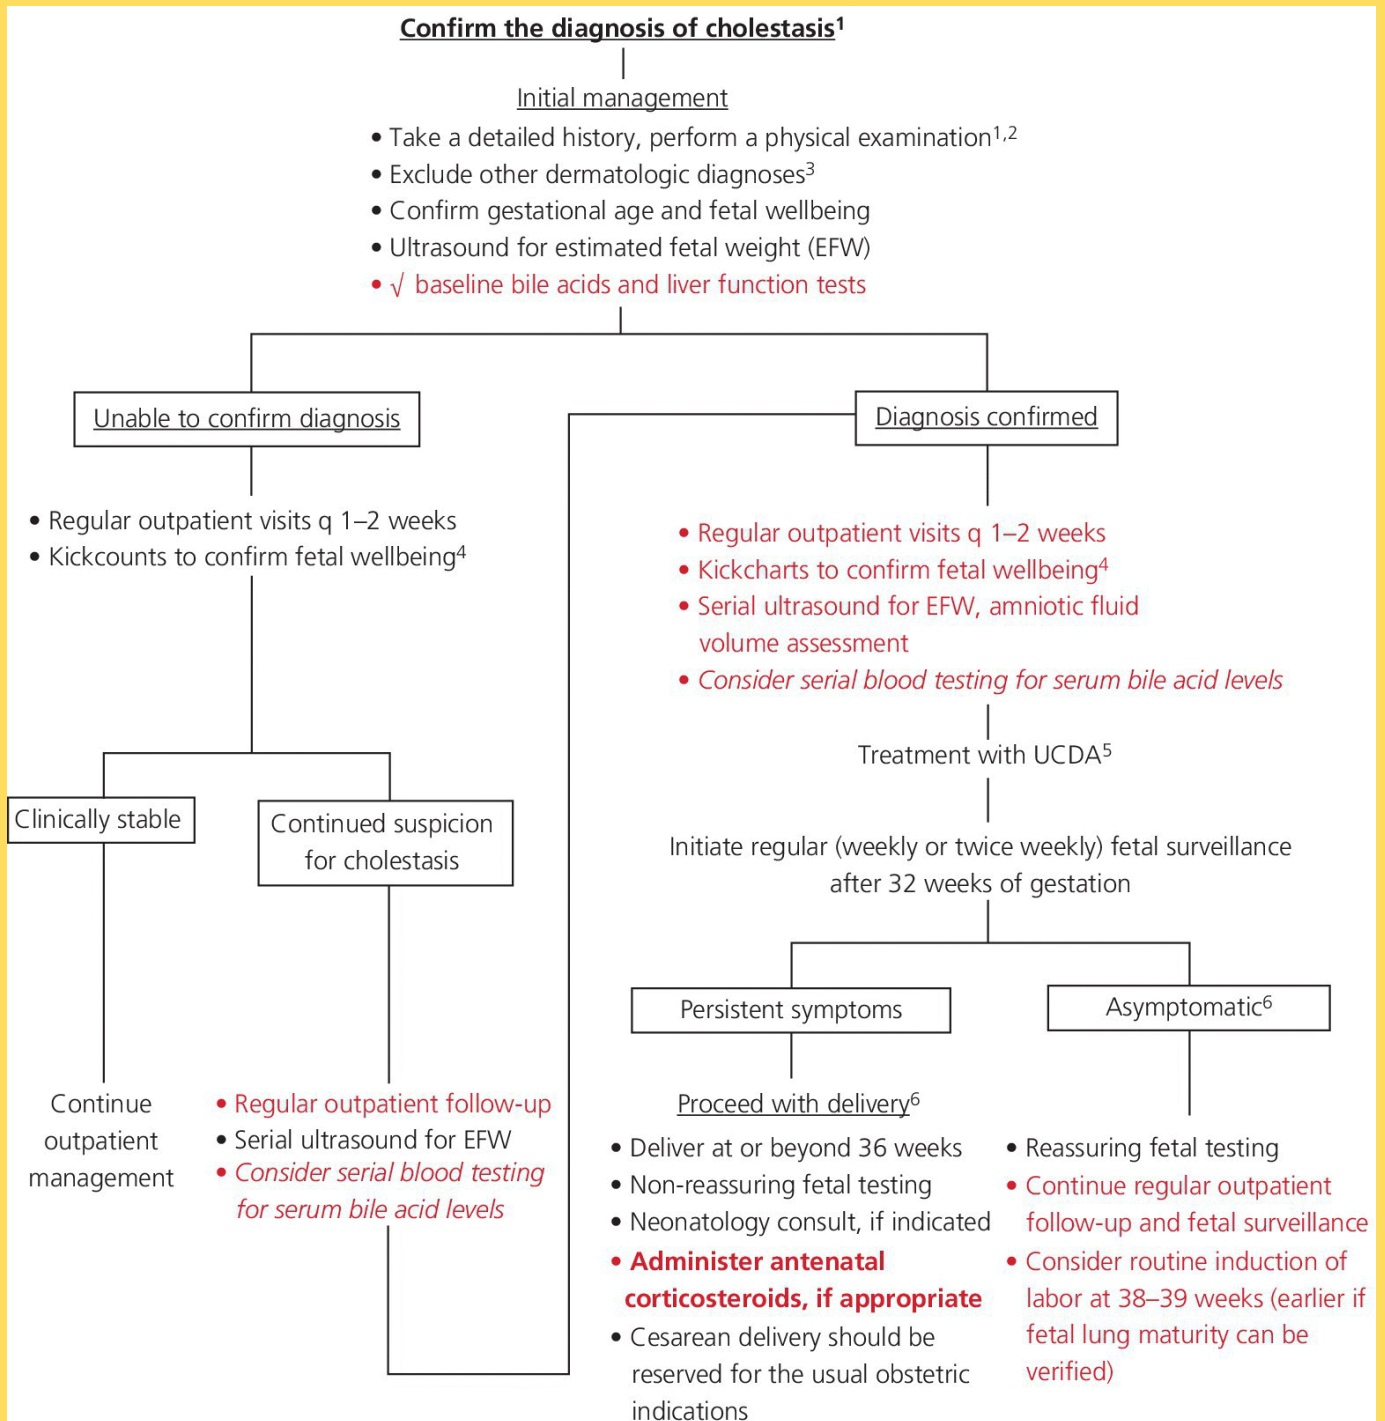 Confirm the diagnosis of cholestasis1
Initial management
• Take a detailed history, perform a physical examination1,2
• Exclude other dermatologic diagnoses3
• Confirm gestational age and fetal wellbeing
• Ultrasound for estimated fetal weight (EFW)
• √ baseline bile acids and liver function tests
Unable to confirm diagnosis
• Regular outpatient visits q 1–2 weeks
• Kickcounts to confirm fetal wellbeing4
Clinically stable
Continue
outpatient
management
Continued suspicion
for cholestasis
• Regular outpatient follow-up
• Serial ultrasound for EFW
• Consider serial blood testing
for serum bile acid levels
Diagnosis confirmed
• Regular outpatient visits q 1–2 weeks
• Kickcharts to confirm fetal wellbeing4
• Serial ultrasound for EFW, amniotic fluid
volume assessment
• Consider serial blood testing for serum bile acid levels
Treatment with UCDA5
Initiate regular (weekly or twice weekly) fetal surveillance
after 32 weeks of gestation
Persistent symptoms
Proceed with delivery6
• Deliver at or beyond 36 weeks
• Non-reassuring fetal testing
• Neonatology consult, if indicated
• Administer antenatal
corticosteroids, if appropriate
• Cesarean delivery should be
reserved for the usual obstetric
indications
Asymptomatic6
• Reassuring fetal testing
• Continue regular outpatient
follow-up and fetal surveillance
• Consider routine induction of
labor at 38–39 weeks (earlier if
fetal lung maturity can be
verified)